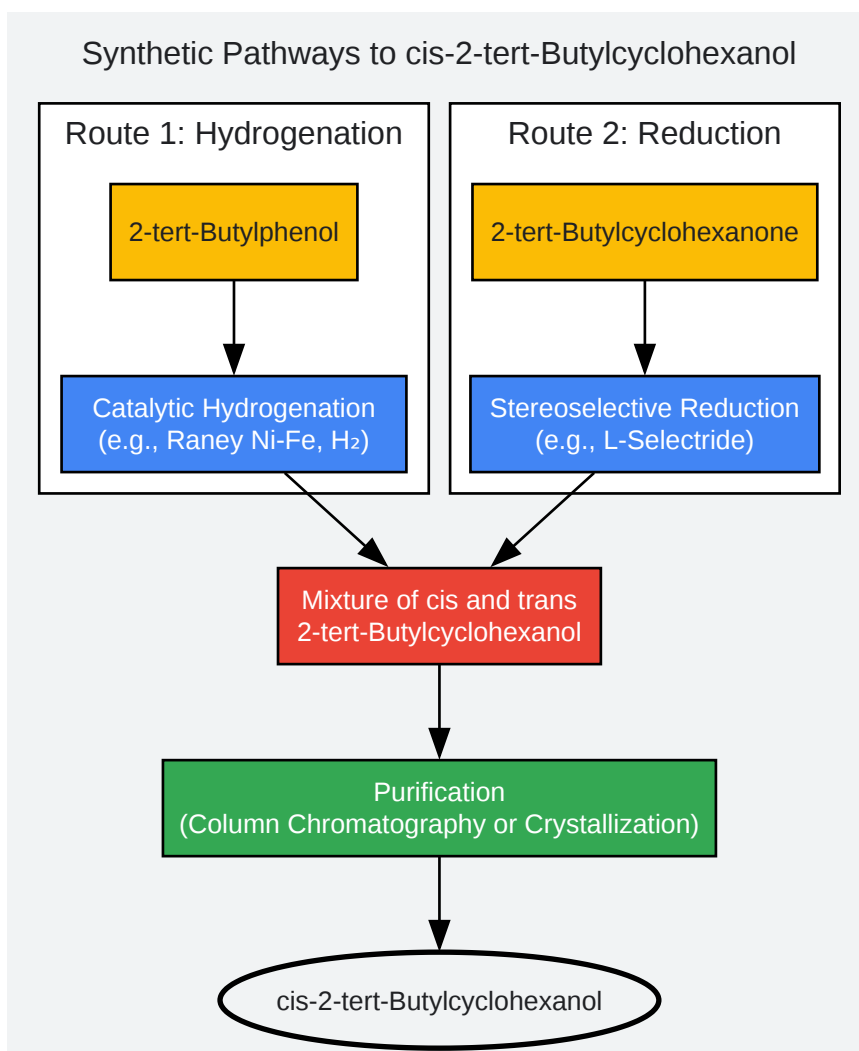 Synthetic Pathways to cis-2-tert-Butylcyclohexanol
Route 1: Hydrogenation
2-tert-Butylphenol
Catalytic Hydrogenation
(e.g., Raney Ni-Fe, H₂)
Route 2: Reduction
2-tert-Butylcyclohexanone
Stereoselective Reduction
(e.g., L-Selectride)
Mixture of cis and trans
2-tert-Butylcyclohexanol
Purification
(Column Chromatography or Crystallization)
cis-2-tert-Butylcyclohexanol